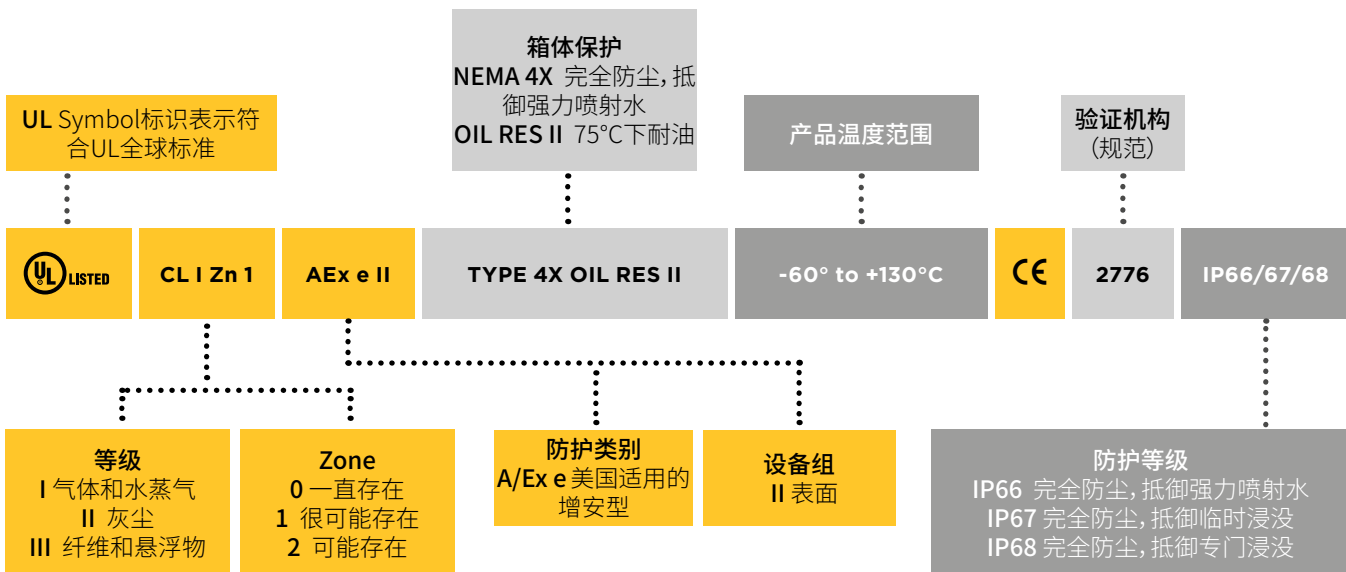 箱体保护
NEMA 4X 完全防尘，抵
御强力喷射水
OIL RES II 75°C下耐油
UL Symbol标识表示符
合UL全球标准
产品温度范围
验证机构
(规范)
UL LISTED
CL I Zn 1
AEx e II
TYPE 4X OIL RES II
-60° to +130°C
CE
2776
IP66/67/68
等级
I 气体和水蒸气
II 灰尘
III 纤维和悬浮物
Zone
0 一直存在
1 很可能存在
2 可能存在
防护类别
A/Ex e 美国适用的
增安型
设备组
II 表面
防护等级
IP66 完全防尘，抵御强力喷射水
IP67 完全防尘，抵御临时浸没
IP68 完全防尘，抵御专门浸没